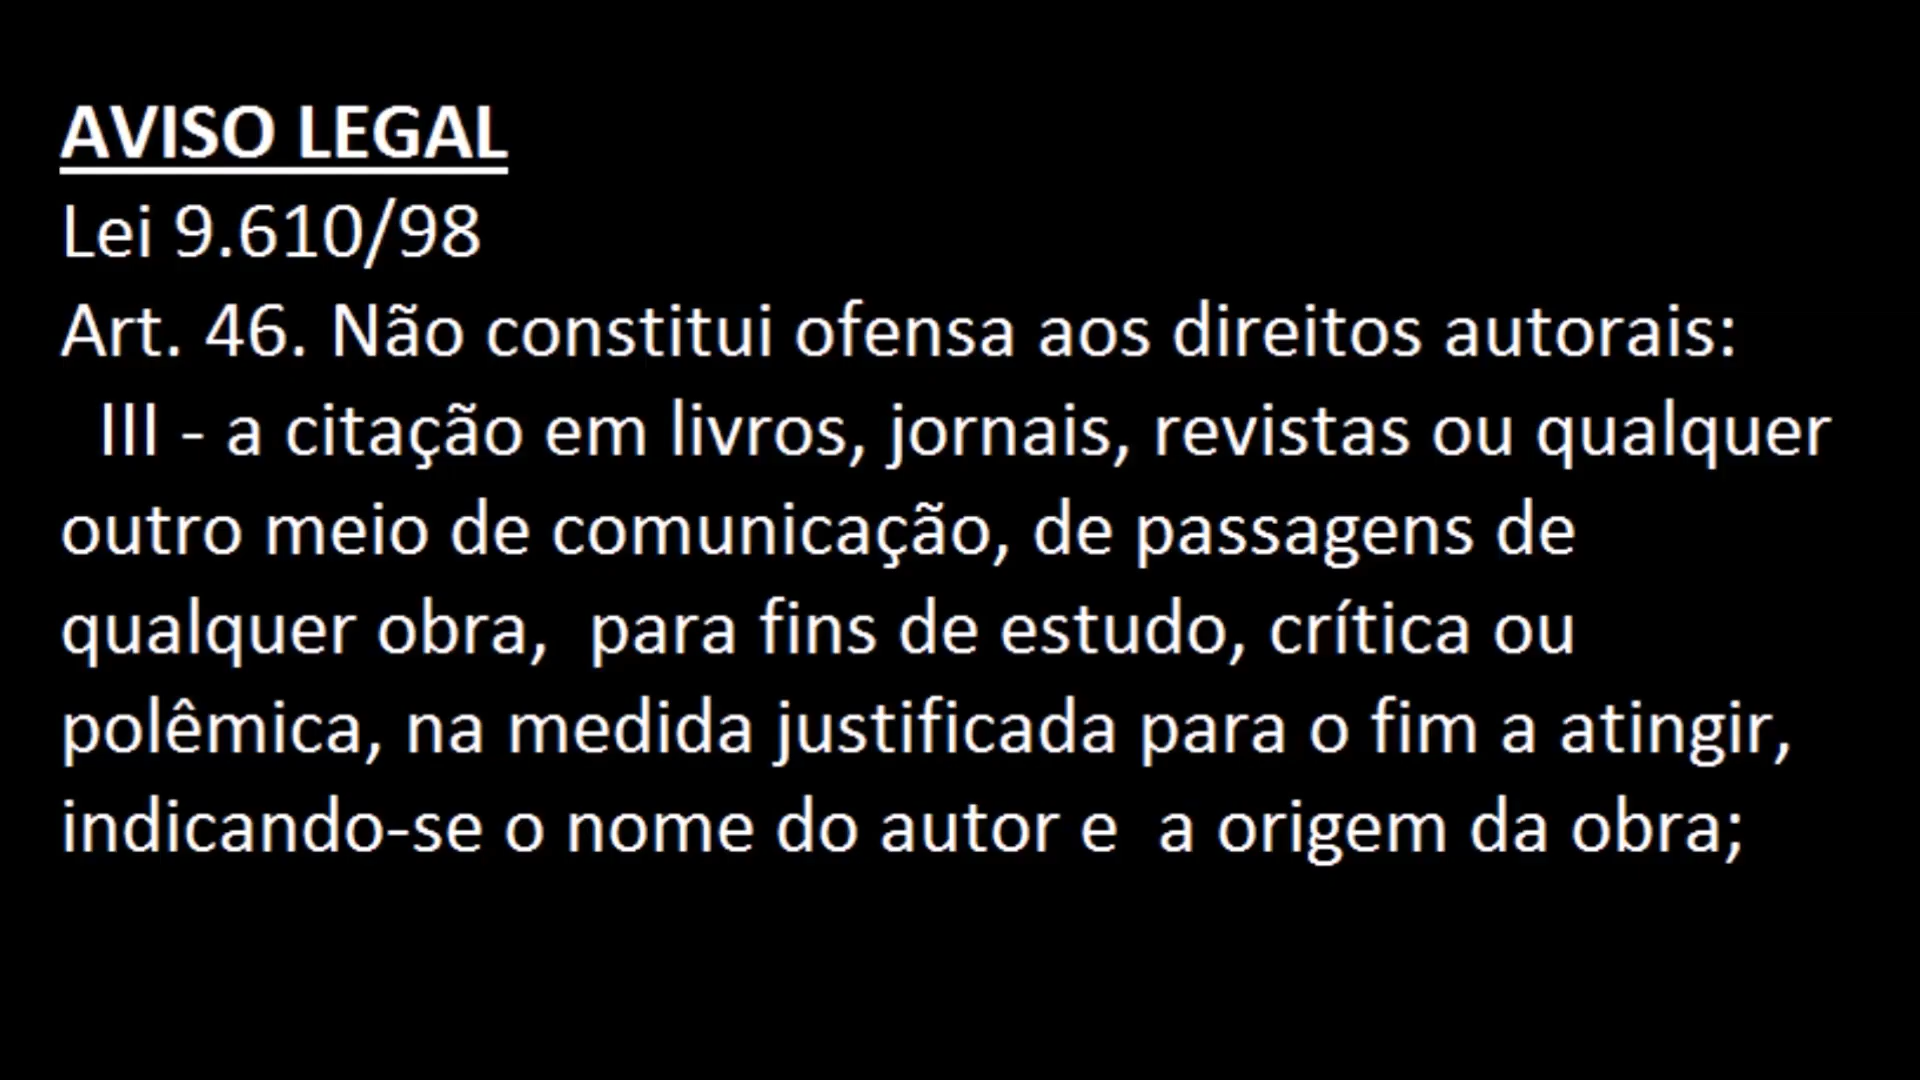 AVISO LEGAL
Lei 9.610/98
Art. 46. Não constitui ofensa aos direitos autorais:
III - a citação em livros, jornais, revistas ou qualquer
outro meio de comunicação, de passagens de
qualquer obra,  para fins de estudo, crítica ou
polêmica, na medida justificada para o fim a atingir,
indicando-se o nome do autor e  a origem da obra;